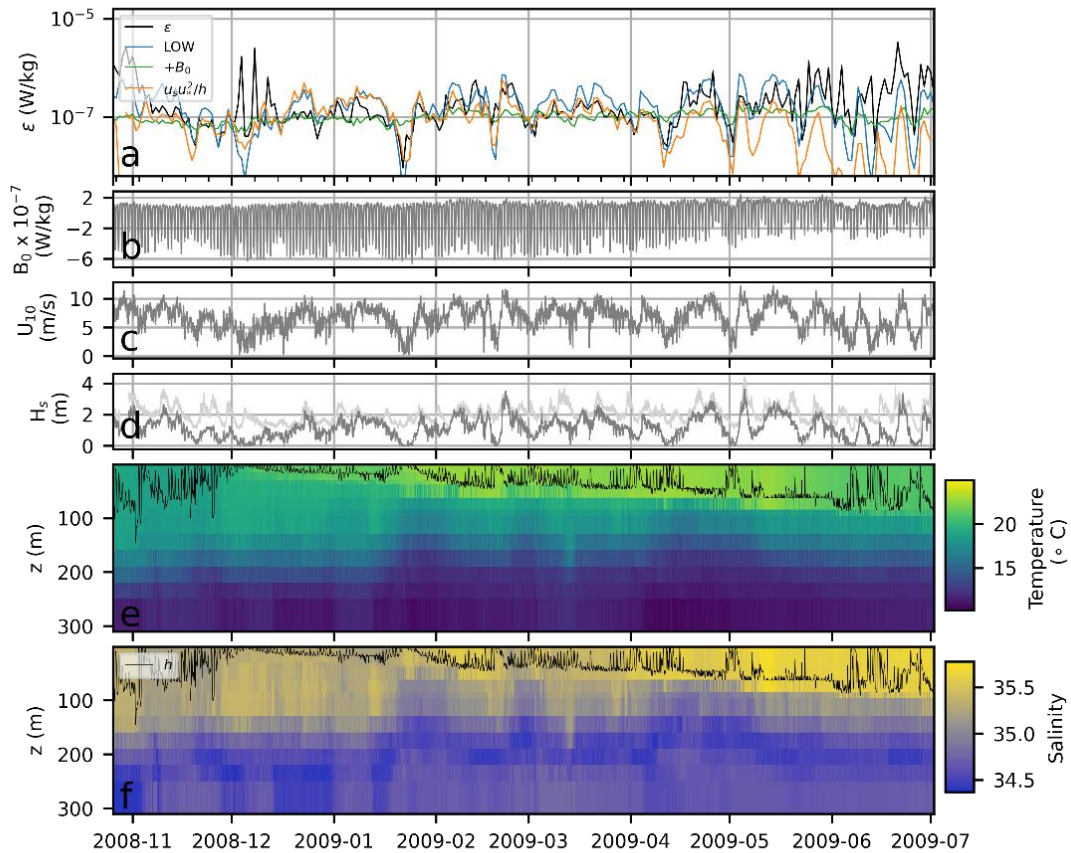 10⁻⁵
10⁻⁷
ε (W/kg)
ε
LOW
+B₀
uₛu*²/h
a
B₀ x 10⁻⁷
(W/kg)
2
−2
−6
b
U₁₀
(m/s)
10
5
0
c
Hₛ
(m)
4
2
0
d
z (m)
100
200
300
e
20
15
Temperature
(∘ C)
h
z (m)
100
200
300
f
35.5
35.0
34.5
Salinity
2008-11 2008-12 2009-01 2009-02 2009-03 2009-04 2009-05 2009-06 2009-07